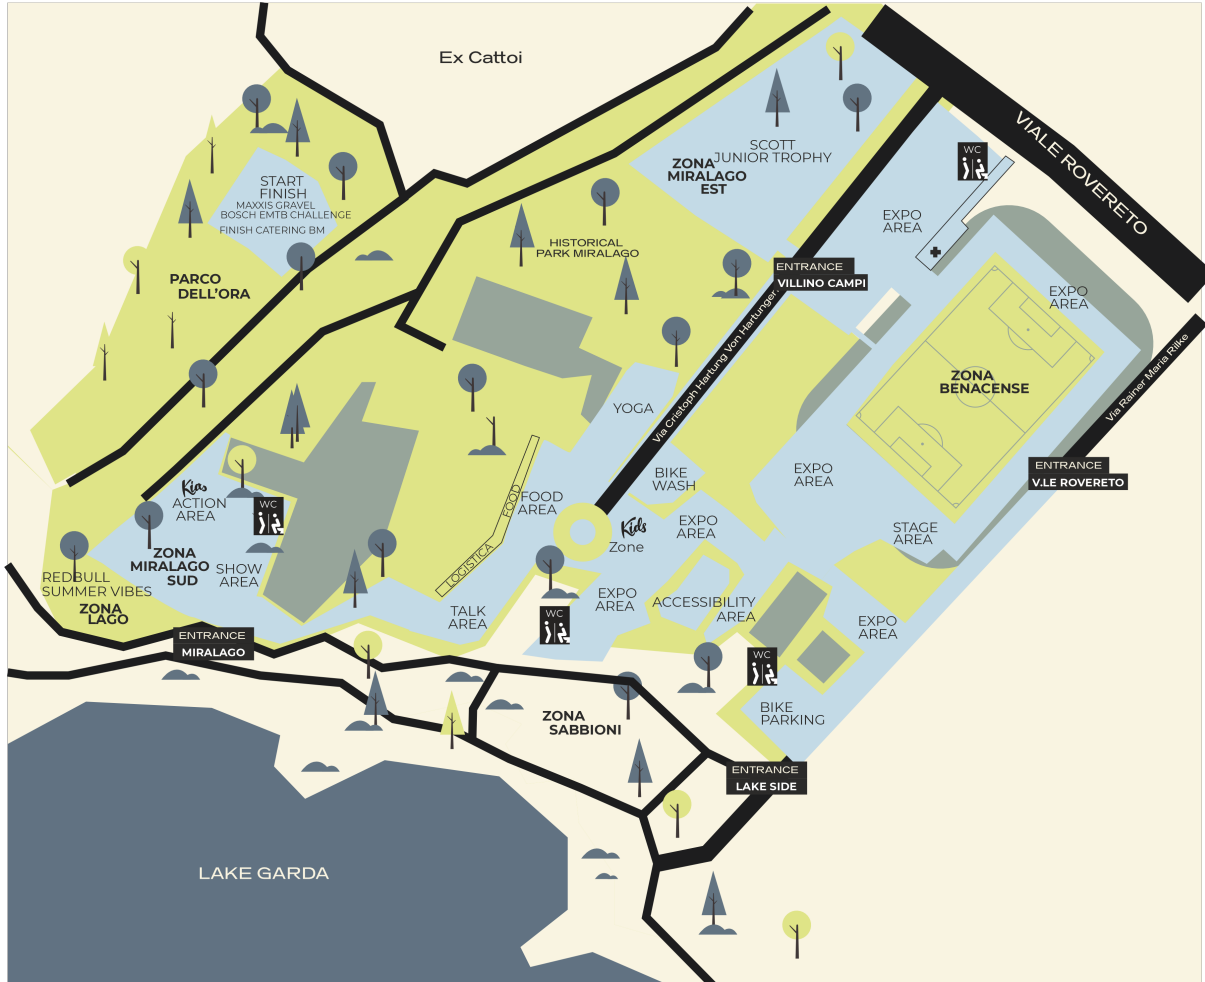 Ex Cattoi
VIALE ROVERETO
SCOTT
JUNIOR TROPHY
ZONA
MIRALAGO
EST
WC
START
FINISH
MAXXIS GRAVEL
BOSCH EMTB CHALLENGE
FINISH CATERING BM
EXPO
AREA
HISTORICAL
PARK MIRALAGO
ENTRANCE
VILLINO CAMPI
PARCO
DELL'ORA
EXPO
AREA
Via Cristoph Hartung Von Hartungen
Via Rainer Maria Rilke
ZONA
BENACENSE
YOGA
BIKE
WASH
EXPO
AREA
ENTRANCE
V.LE ROVERETO
Kids
ACTION
AREA
WC
FOOD
FOOD
AREA
LOGISTICA
Kids
Zone
EXPO
AREA
STAGE
AREA
ZONA
MIRALAGO
SUD
SHOW
AREA
REDBULL
SUMMER VIBES
ZONA
LAGO
TALK
AREA
WC
EXPO
AREA
ACCESSIBILITY
AREA
EXPO
AREA
ENTRANCE
MIRALAGO
WC
ZONA
SABBIONI
BIKE
PARKING
ENTRANCE
LAKE SIDE
LAKE GARDA